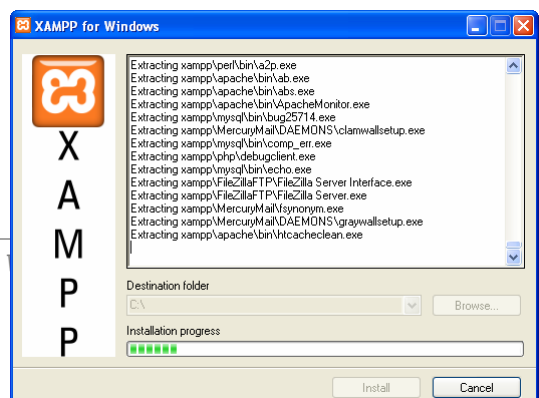 XAMPP for Windows
X
A
M
P
P
Extracting xampp\perl\bin\a2p.exe
Extracting xampp\apache\bin\ab.exe
Extracting xampp\apache\bin\abs.exe
Extracting xampp\apache\bin\ApacheMonitor.exe
Extracting xampp\mysql\bin\bug25714.exe
Extracting xampp\MercuryMail\DAEMONS\clamwallsetup.exe
Extracting xampp\mysql\bin\comp_err.exe
Extracting xampp\php\debugclient.exe
Extracting xampp\mysql\bin\echo.exe
Extracting xampp\FileZillaFTP\FileZilla Server Interface.exe
Extracting xampp\FileZillaFTP\FileZilla Server.exe
Extracting xampp\MercuryMail\fsynonym.exe
Extracting xampp\MercuryMail\DAEMONS\graywallsetup.exe
Extracting xampp\apache\bin\htcacheclean.exe
Destination folder
C:\
Browse...
Installation progress
Install
Cancel